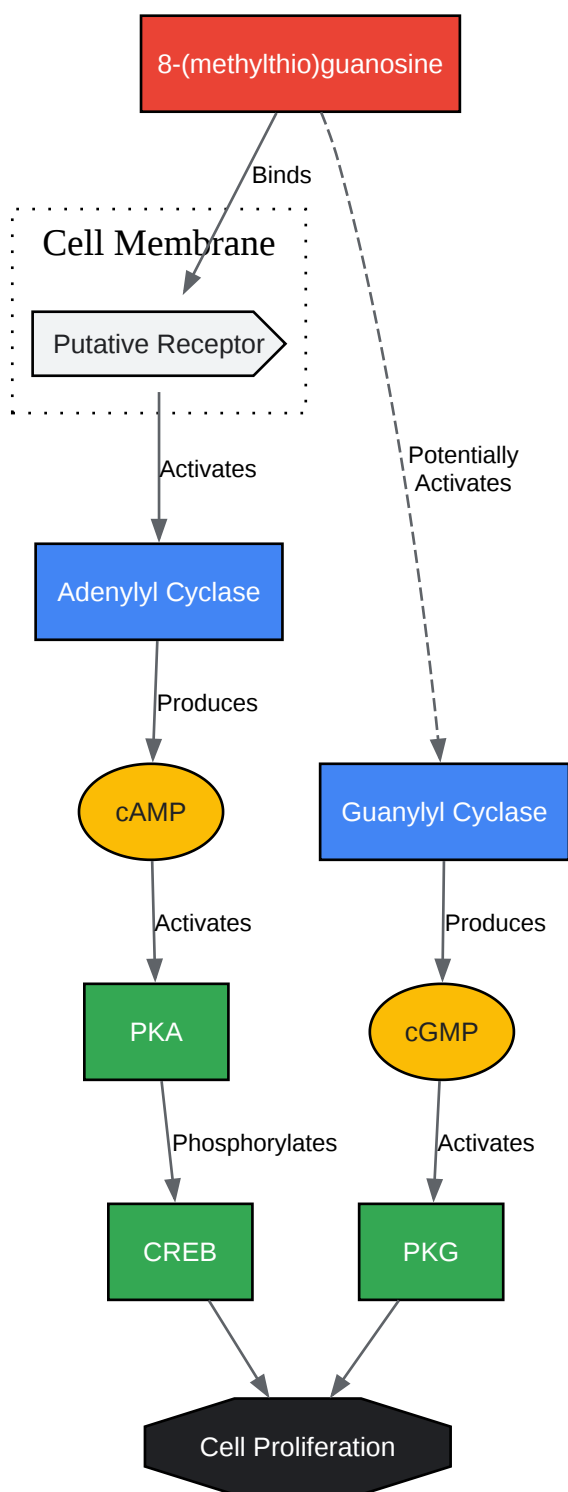 8-(methylthio)guanosine
Binds
Cell Membrane
Putative Receptor
Activates
Potentially
Activates
Adenylyl Cyclase
Produces
cAMP
Guanylyl Cyclase
Activates
Produces
PKA
cGMP
Phosphorylates
Activates
CREB
PKG
Cell Proliferation